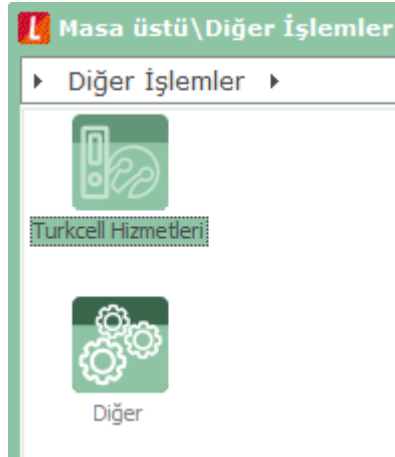 Masa üstü\Diğer İşlemler
Diğer İşlemler
Turkcell Hizmetleri
Diğer